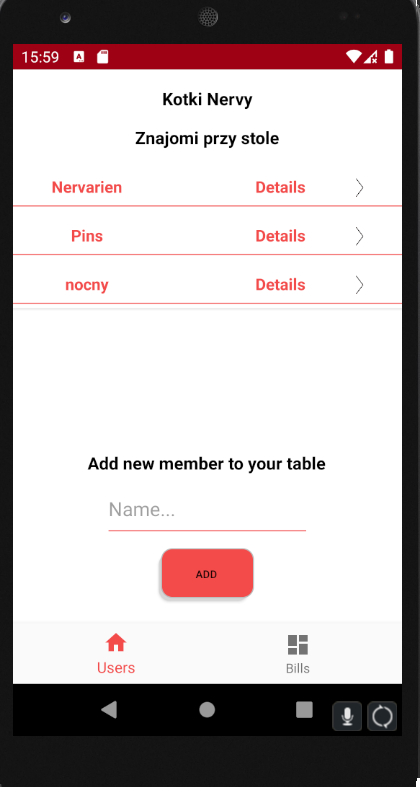 15:59
Kotki Nervy
Znajomi przy stole
Nervarien Details
Pins Details
nocny Details
Add new member to your table
Name...
ADD
Users Bills